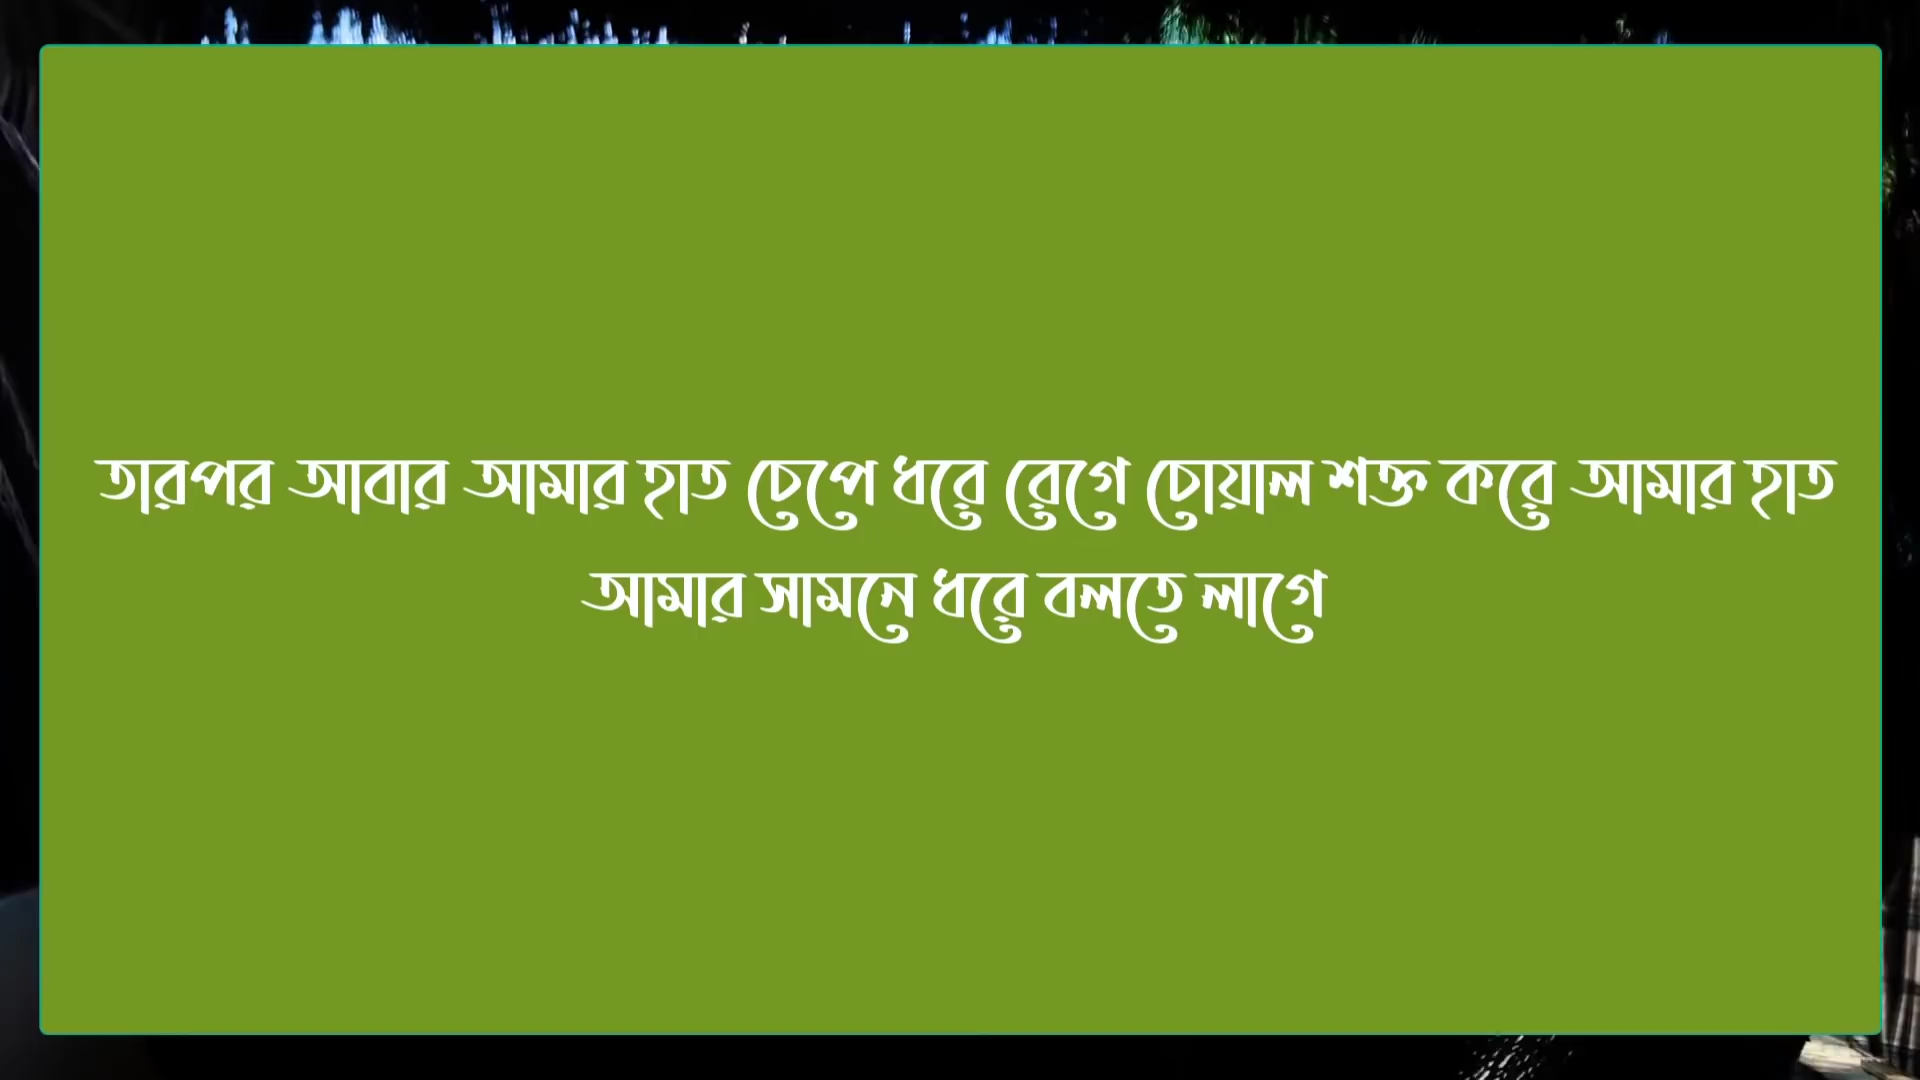 তারপর আবার আমার হাত চেপে ধরে রেগে চোয়াল শক্ত করে আমার হাত
আমার সামনে ধরে বলতে লাগে